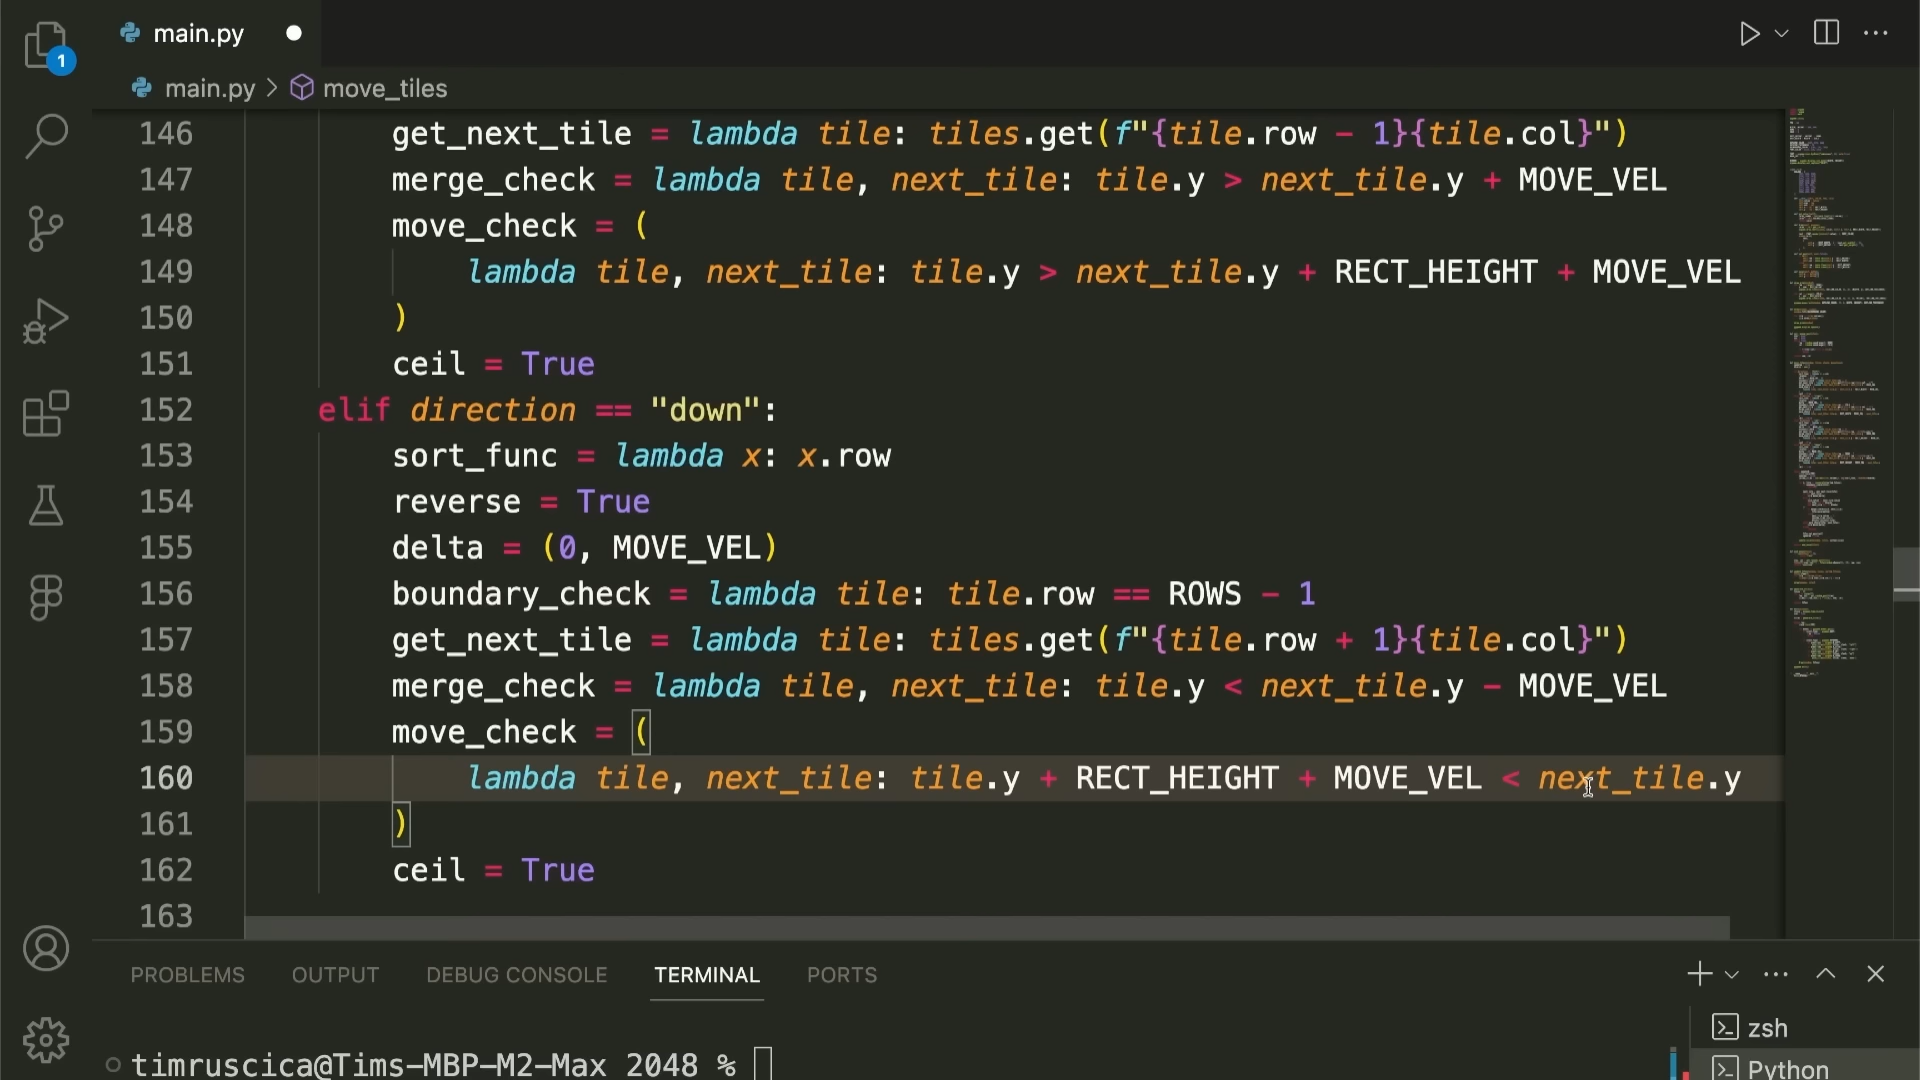 main.py
1
main.py > move_tiles
146 get_next_tile = lambda tile: tiles.get(f"{tile.row - 1}{tile.col}")
147 merge_check = lambda tile, next_tile: tile.y > next_tile.y + MOVE_VEL
148 move_check = (
149 lambda tile, next_tile: tile.y > next_tile.y + RECT_HEIGHT + MOVE_VEL
150 )
151 ceil = True
152 elif direction == "down":
153 sort_func = lambda x: x.row
154 reverse = True
155 delta = (0, MOVE_VEL)
156 boundary_check = lambda tile: tile.row == ROWS - 1
157 get_next_tile = lambda tile: tiles.get(f"{tile.row + 1}{tile.col}")
158 merge_check = lambda tile, next_tile: tile.y < next_tile.y - MOVE_VEL
159 move_check = (
160 lambda tile, next_tile: tile.y + RECT_HEIGHT + MOVE_VEL < next_tile.y
161 )
162 ceil = True
163
PROBLEMS OUTPUT DEBUG CONSOLE TERMINAL PORTS
zsh
timruscica@Tims-MBP-M2-Max 2048 %
Python